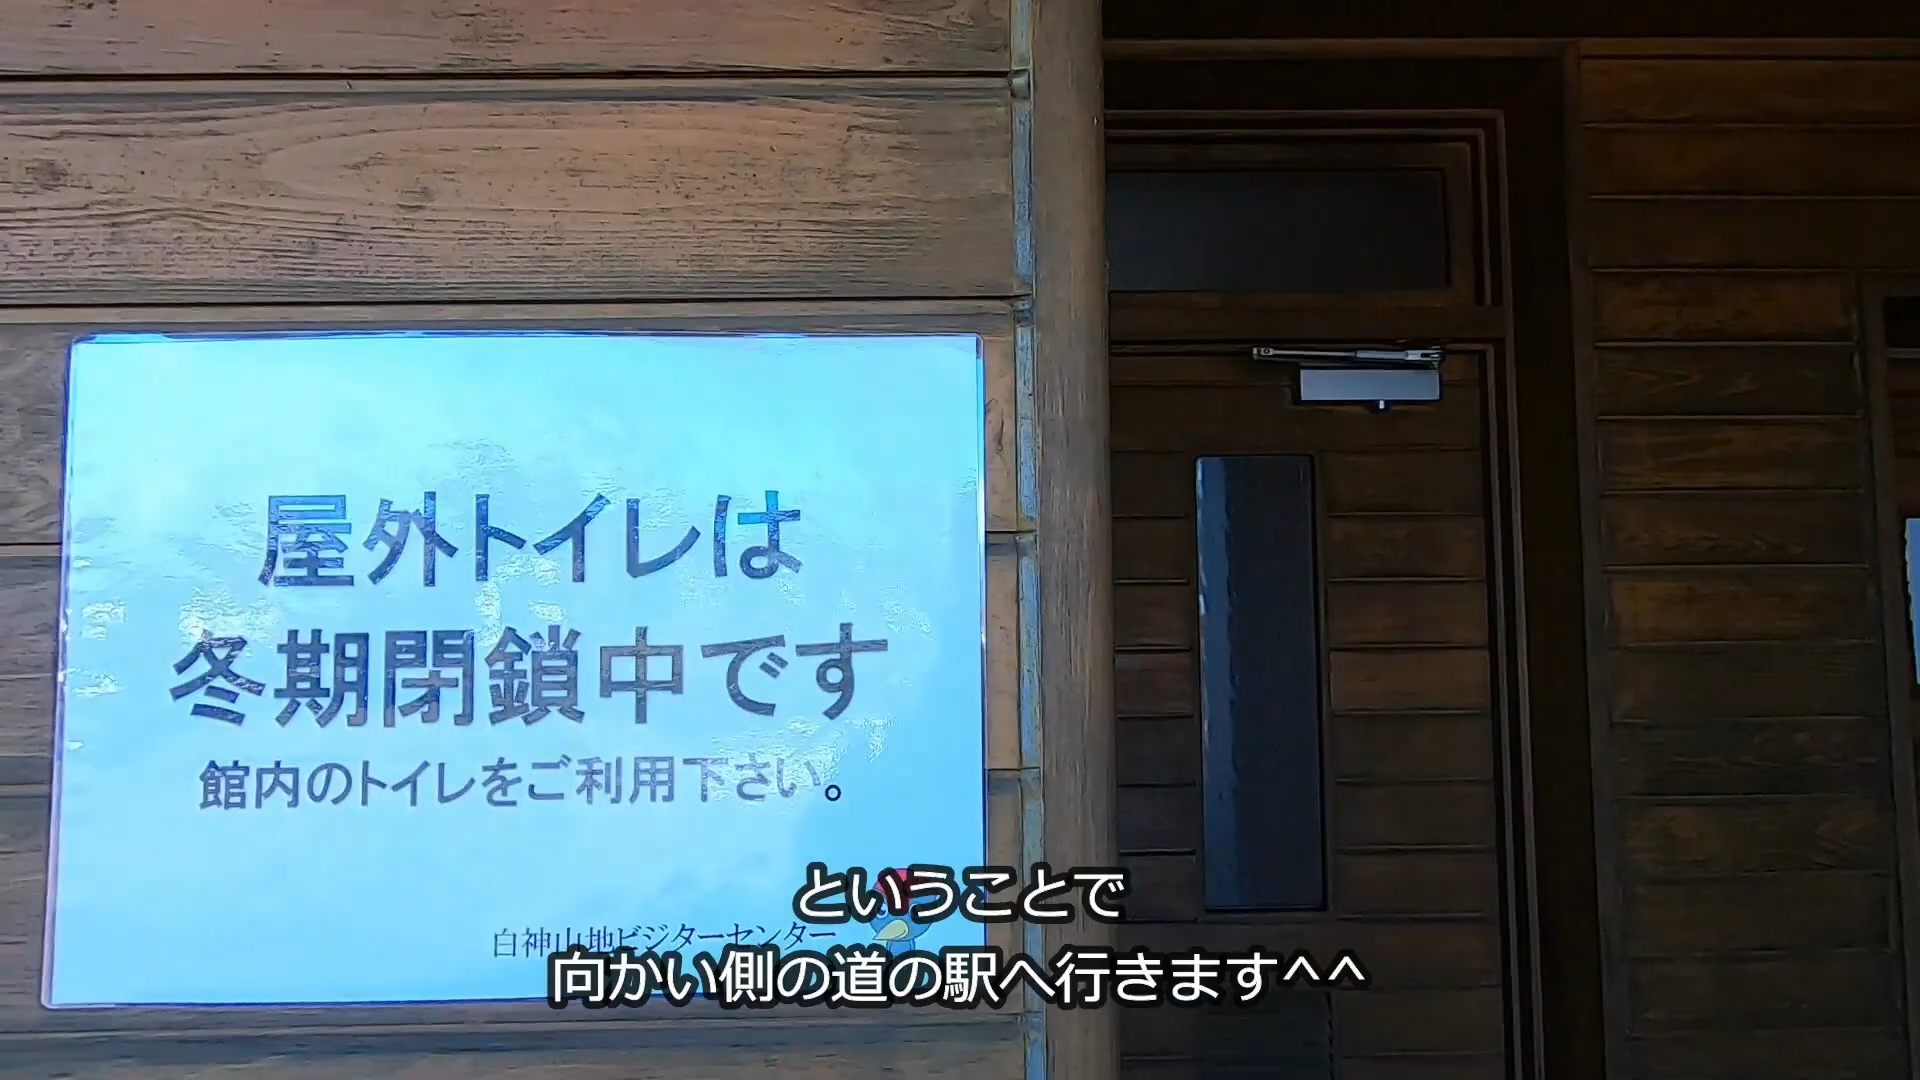 屋外トイレは
冬期閉鎖中です
館内のトイレをご利用下さい。
白神山地ビジターセンター
ということで
向かい側の道の駅へ行きます^^